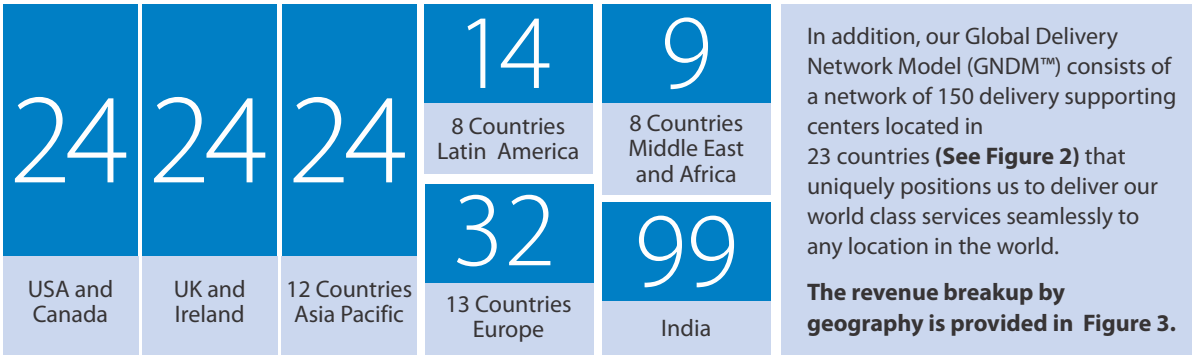 24
USA and
Canada
24
UK and
Ireland
24
12 Countries
Asia Pacific
14
8 Countries
Latin America
32
13 Countries
Europe
9
8 Countries
Middle East
and Africa
99
India
In addition, our Global Delivery
Network Model (GNDM™) consists of
a network of 150 delivery supporting
centers located in
23 countries (See Figure 2) that
uniquely positions us to deliver our
world class services seamlessly to
any location in the world.
The revenue breakup by
geography is provided in Figure 3.